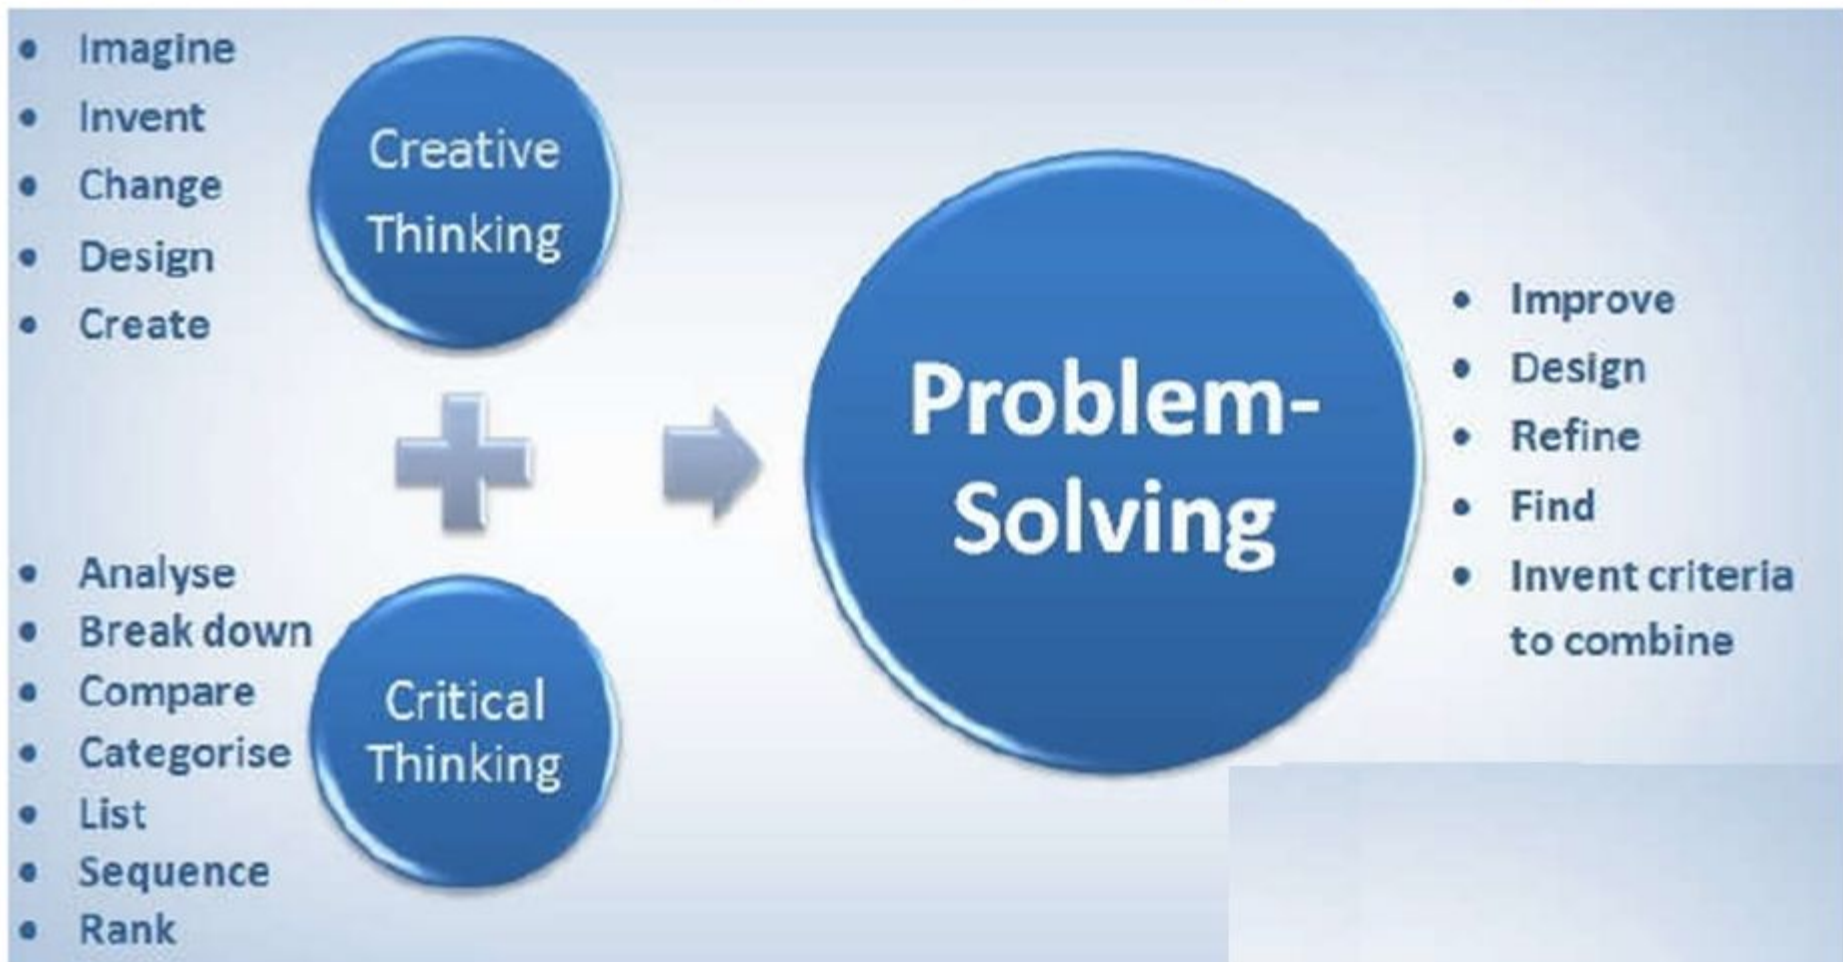 • Imagine
• Invent
• Change
• Design
• Create
Creative
Thinking
• Analyse
• Break down
• Compare
• Categorise
• List
• Sequence
• Rank
Critical
Thinking
Problem-
Solving
• Improve
• Design
• Refine
• Find
• Invent criteria
to combine